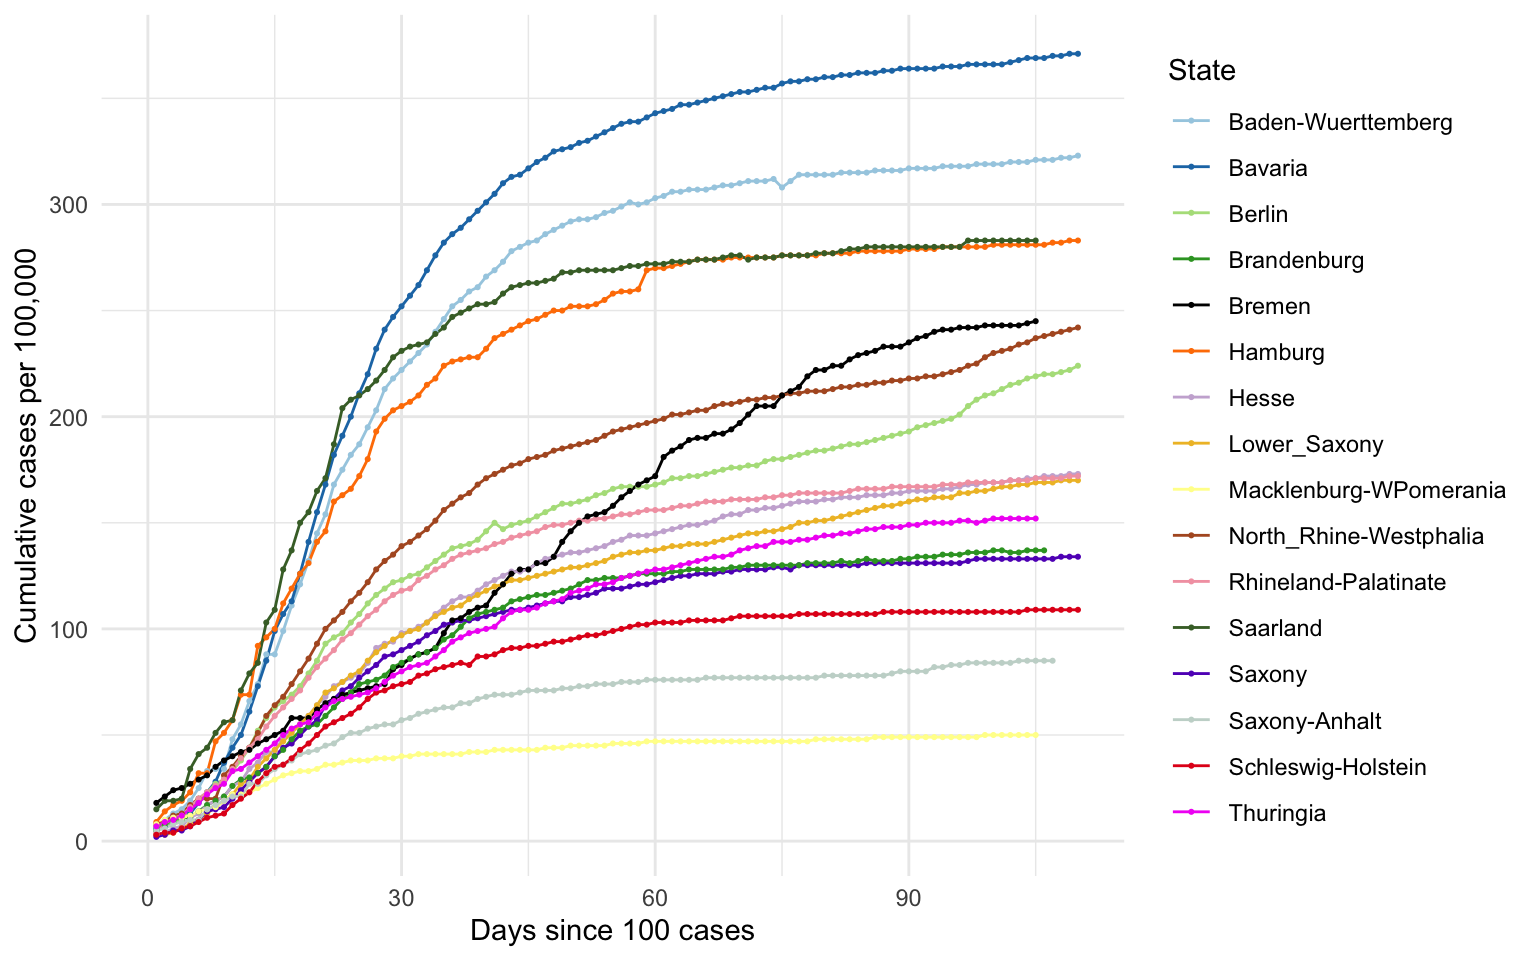 State
Baden-Wuerttemberg
Bavaria
Berlin
Brandenburg
Bremen
Hamburg
Hesse
Lower_Saxony
Macklenburg-WPomerania
North_Rhine-Westphalia
Rhineland-Palatinate
Saarland
Saxony
Saxony-Anhalt
Schleswig-Holstein
Thuringia
Cumulative cases per 100,000
300
200
100
0
0 30 60 90
Days since 100 cases